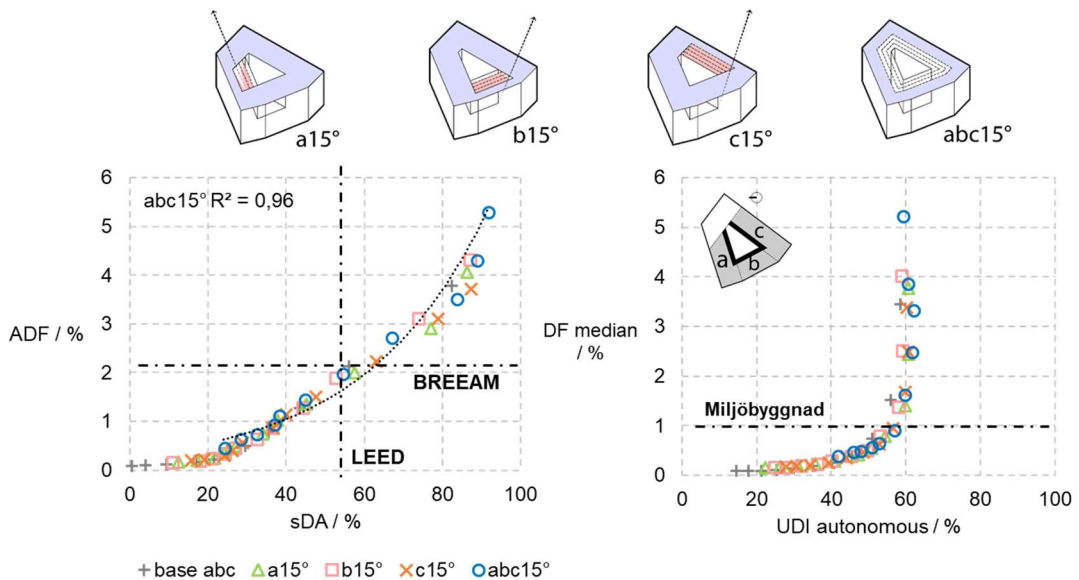 a15°
b15°
c15°
abc15°
6
5
4
3
2
1
0
ADF / %
abc15° R² = 0,96
BREEAM
LEED
0 20 40 60 80 100
sDA / %
6
5
4
3
2
1
0
DF median
/ %
a
b
c
Miljöbyggnad
0 20 40 60 80 100
UDI autonomous / %
base abc a15° b15° c15° abc15°